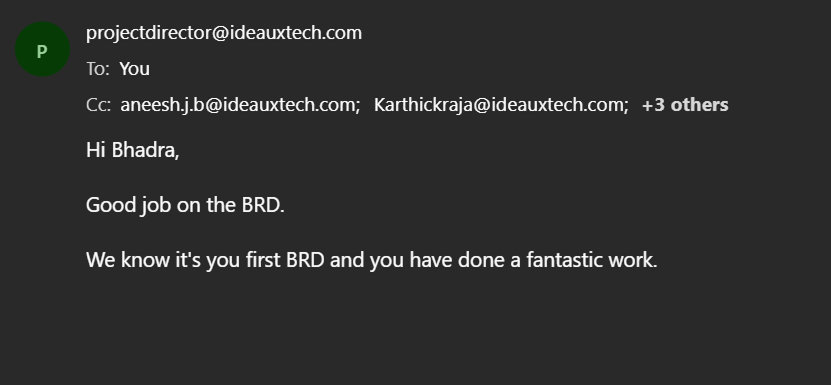 P
projectdirector@ideauxtech.com
To: You
Cc: aneesh.j.b@ideauxtech.com; Karthickraja@ideauxtech.com; +3 others
Hi Bhadra,
Good job on the BRD.
We know it's you first BRD and you have done a fantastic work.